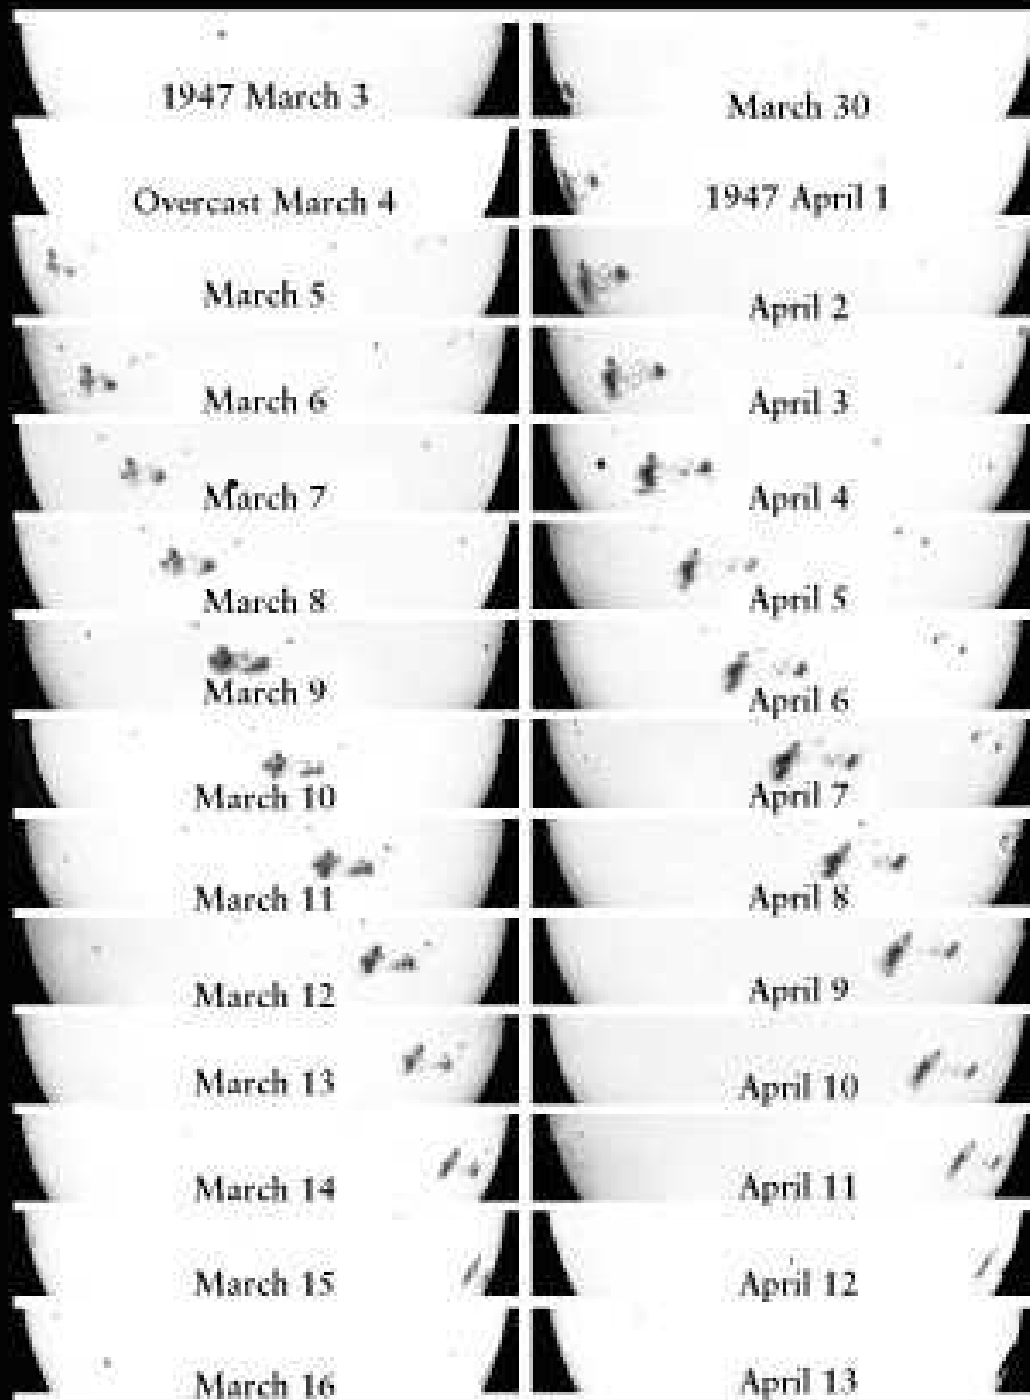 1947 March 3
Overcast March 4
March 5
March 6
March 7
March 8
March 9
March 10
March 11
March 12
March 13
March 14
March 15
March 16
March 30
1947 April 1
April 2
April 3
April 4
April 5
April 6
April 7
April 8
April 9
April 10
April 11
April 12
April 13